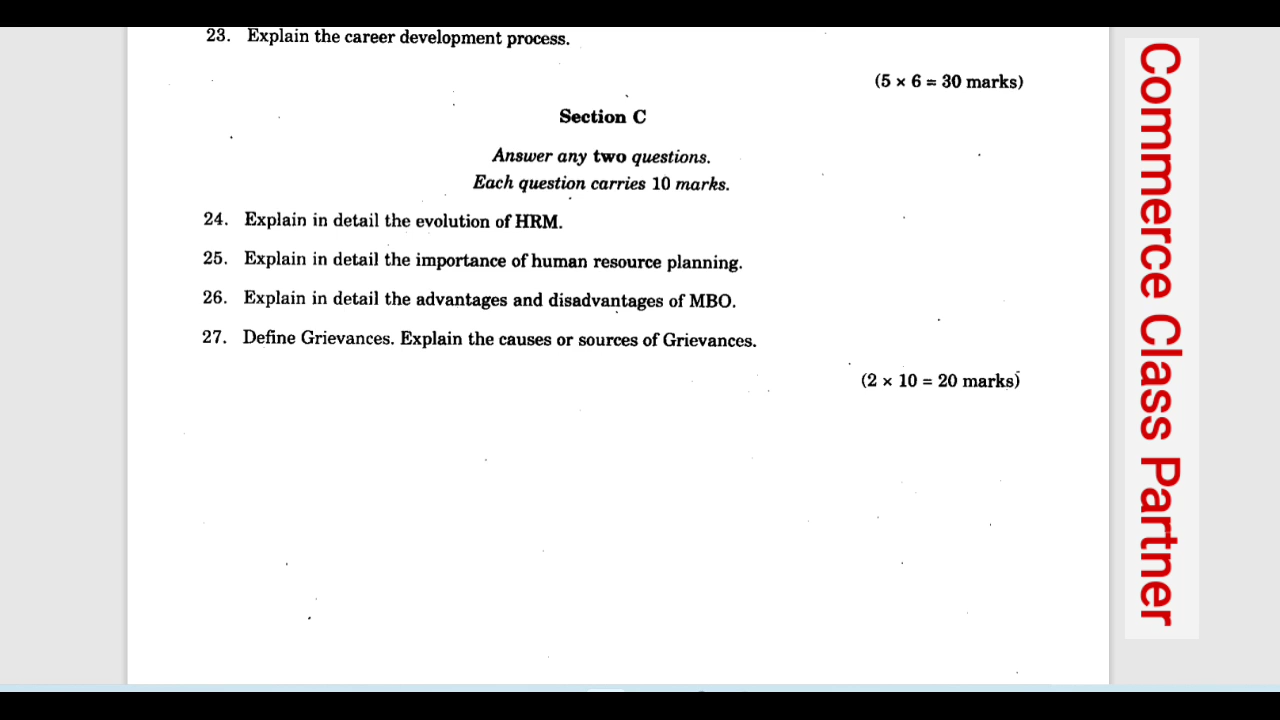 23. Explain the career development process.
(5 × 6 = 30 marks)
Section C
Answer any two questions.
Each question carries 10 marks.
24. Explain in detail the evolution of HRM.
25. Explain in detail the importance of human resource planning.
26. Explain in detail the advantages and disadvantages of MBO.
27. Define Grievances. Explain the causes or sources of Grievances.
(2 × 10 = 20 marks)
Commerce Class Partner